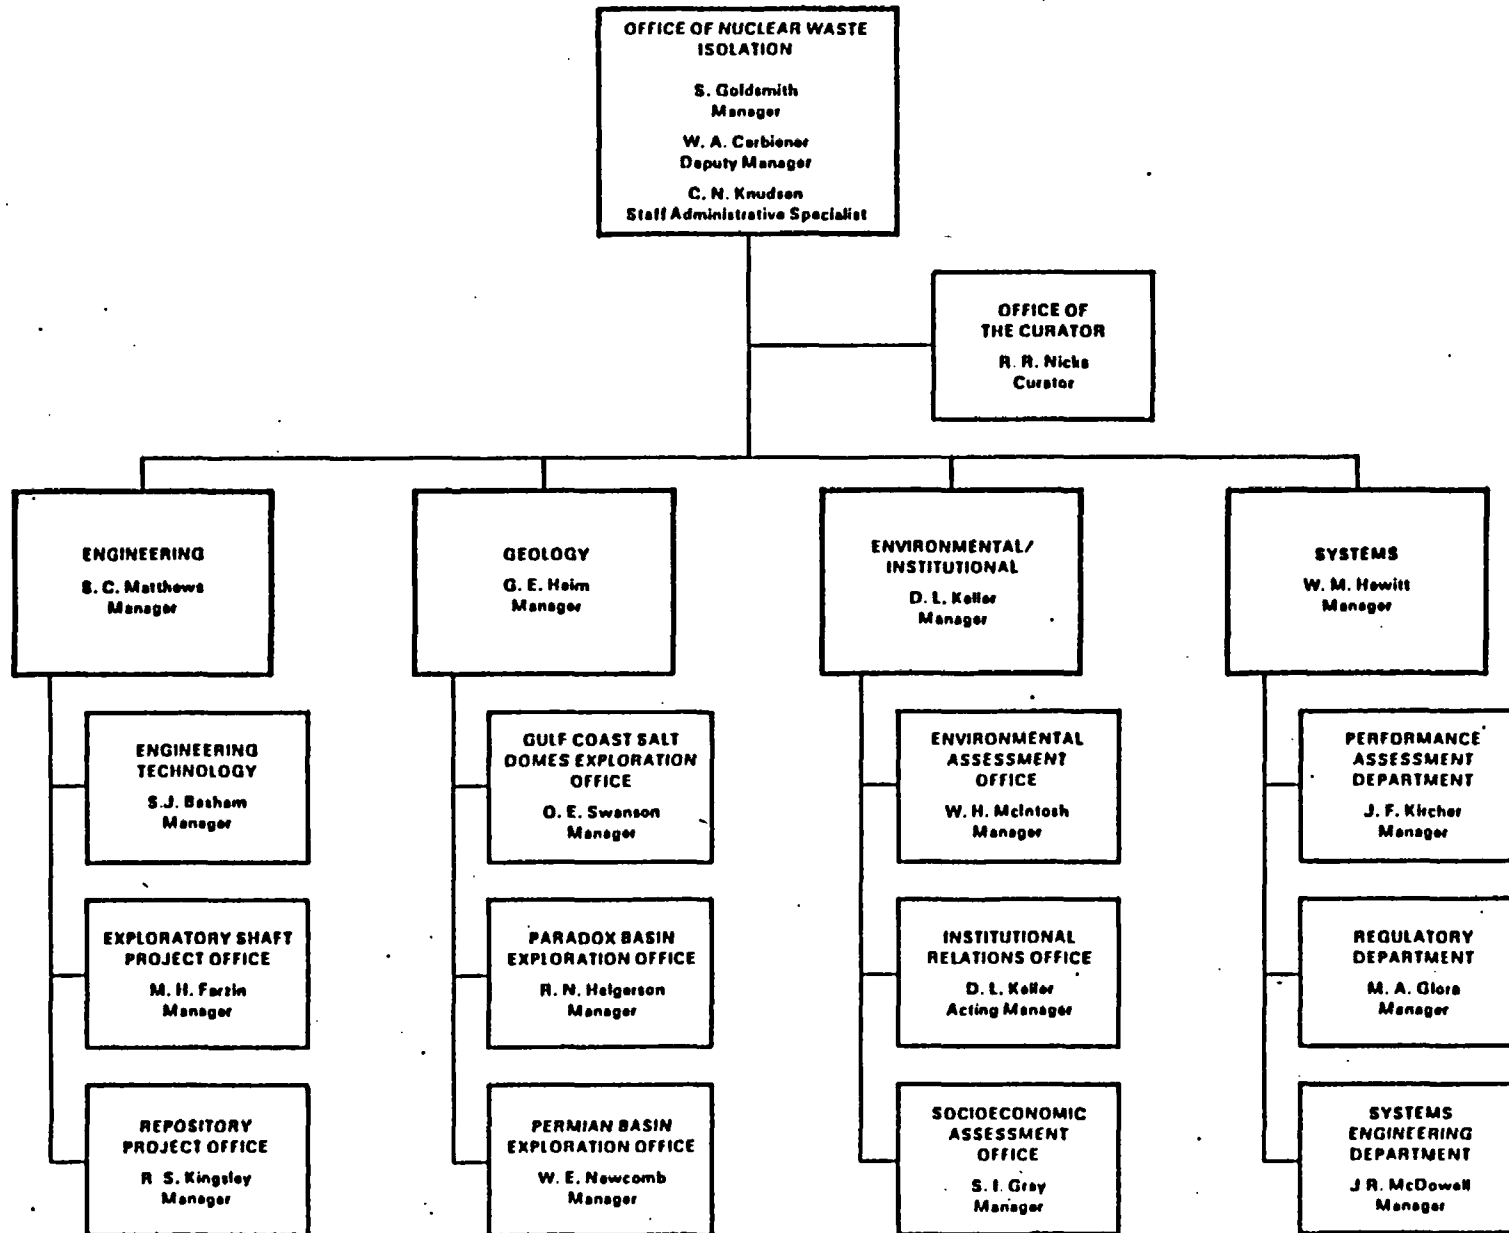 OFFICE OF NUCLEAR WASTE
ISOLATION
S. Goldsmith
Manager
W. A. Carbiener
Deputy Manager
C. N. Knudsen
Staff Administrative Specialist
OFFICE OF
THE CURATOR
R. R. Nicks
Curator
ENGINEERING
S. C. Matthews
Manager
GEOLOGY
G. E. Heim
Manager
ENVIRONMENTAL/
INSTITUTIONAL
D. L. Keller
Manager
SYSTEMS
W. M. Hewitt
Manager
ENGINEERING
TECHNOLOGY
S.J. Basham
Manager
GULF COAST SALT
DOMES EXPLORATION
OFFICE
O. E. Swanson
Manager
ENVIRONMENTAL
ASSESSMENT
OFFICE
W. H. McIntosh
Manager
PERFORMANCE
ASSESSMENT
DEPARTMENT
J. F. Kircher
Manager
EXPLORATORY SHAFT
PROJECT OFFICE
M. H. Farzin
Manager
PARADOX BASIN
EXPLORATION OFFICE
R. N. Helgerson
Manager
INSTITUTIONAL
RELATIONS OFFICE
D. L. Keller
Acting Manager
REGULATORY
DEPARTMENT
M. A. Glora
Manager
REPOSITORY
PROJECT OFFICE
R S. Kingsley
Manager
PERMIAN BASIN
EXPLORATION OFFICE
W. E. Newcomb
Manager
SOCIOECONOMIC
ASSESSMENT
OFFICE
S. I. Gray
Manager
SYSTEMS
ENGINEERING
DEPARTMENT
J R. McDowell
Manager